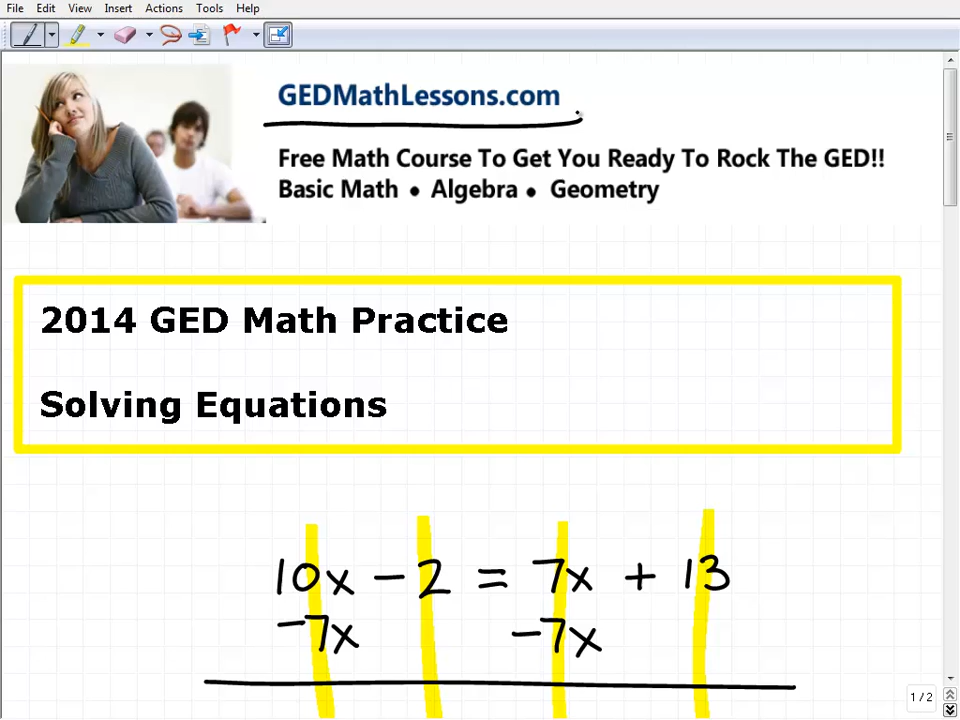 File Edit View Insert Actions Tools Help
GEDMathLessons.com
Free Math Course To Get You Ready To Rock The GED!!
Basic Math • Algebra • Geometry
2014 GED Math Practice
Solving Equations
10x - 2 = 7x + 13
-7x -7x
1/2